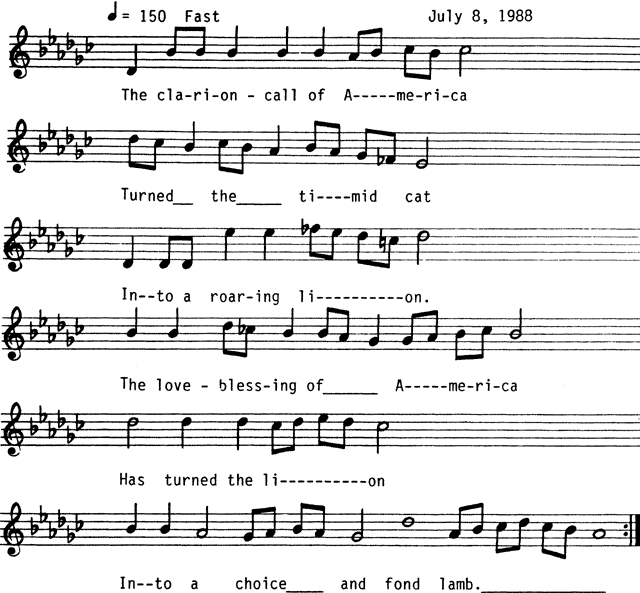 ♩= 150 Fast July 8, 1988
The cla-ri-on - call of A-----me-ri-ca
Turned__ the_____ ti----mid cat
In--to a roar-ing li----------on.
The love - bless-ing of______ A-----me-ri-ca
Has turned the li----------on
In--to a choice____ and fond lamb._____________